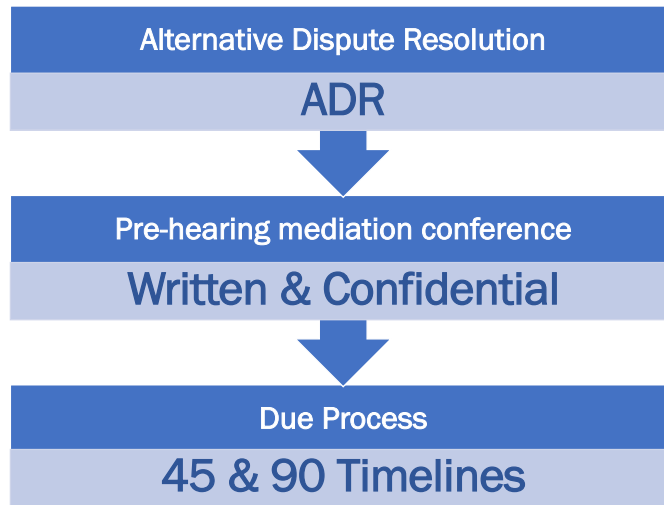 Alternative Dispute Resolution
ADR
Pre-hearing mediation conference
Written & Confidential
Due Process
45 & 90 Timelines